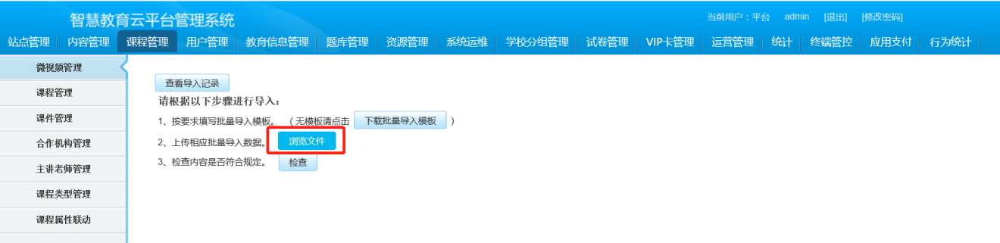 智慧教育云平台管理系统
当前用户：平台 admin [退出] [修改密码]
站点管理 内容管理 课程管理 用户管理 教育信息管理 题库管理 资源管理 系统运维 学校分组管理 试卷管理 VIP卡管理 运营管理 统计 终端管控 应用支付 行为统计
微视频管理
课程管理
课件管理
合作机构管理
主讲老师管理
课程类型管理
课程属性联动
查看导入记录
请根据以下步骤进行导入：
1、按要求填写批量导入模板。 （无模板请点击 下载批量导入模板 ）
2、上传相应批量导入数据。 浏览文件
3、检查内容是否符合规定。 检查